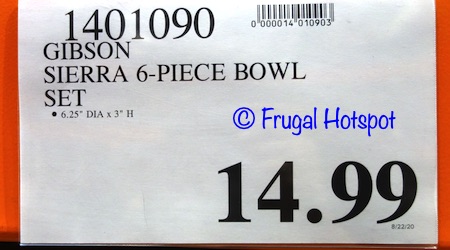 1401090
0 000014 010903
GIBSON
SIERRA 6-PIECE BOWL
SET
• 6.25" DIA x 3" H
© Frugal Hotspot
14.99
8/22/20